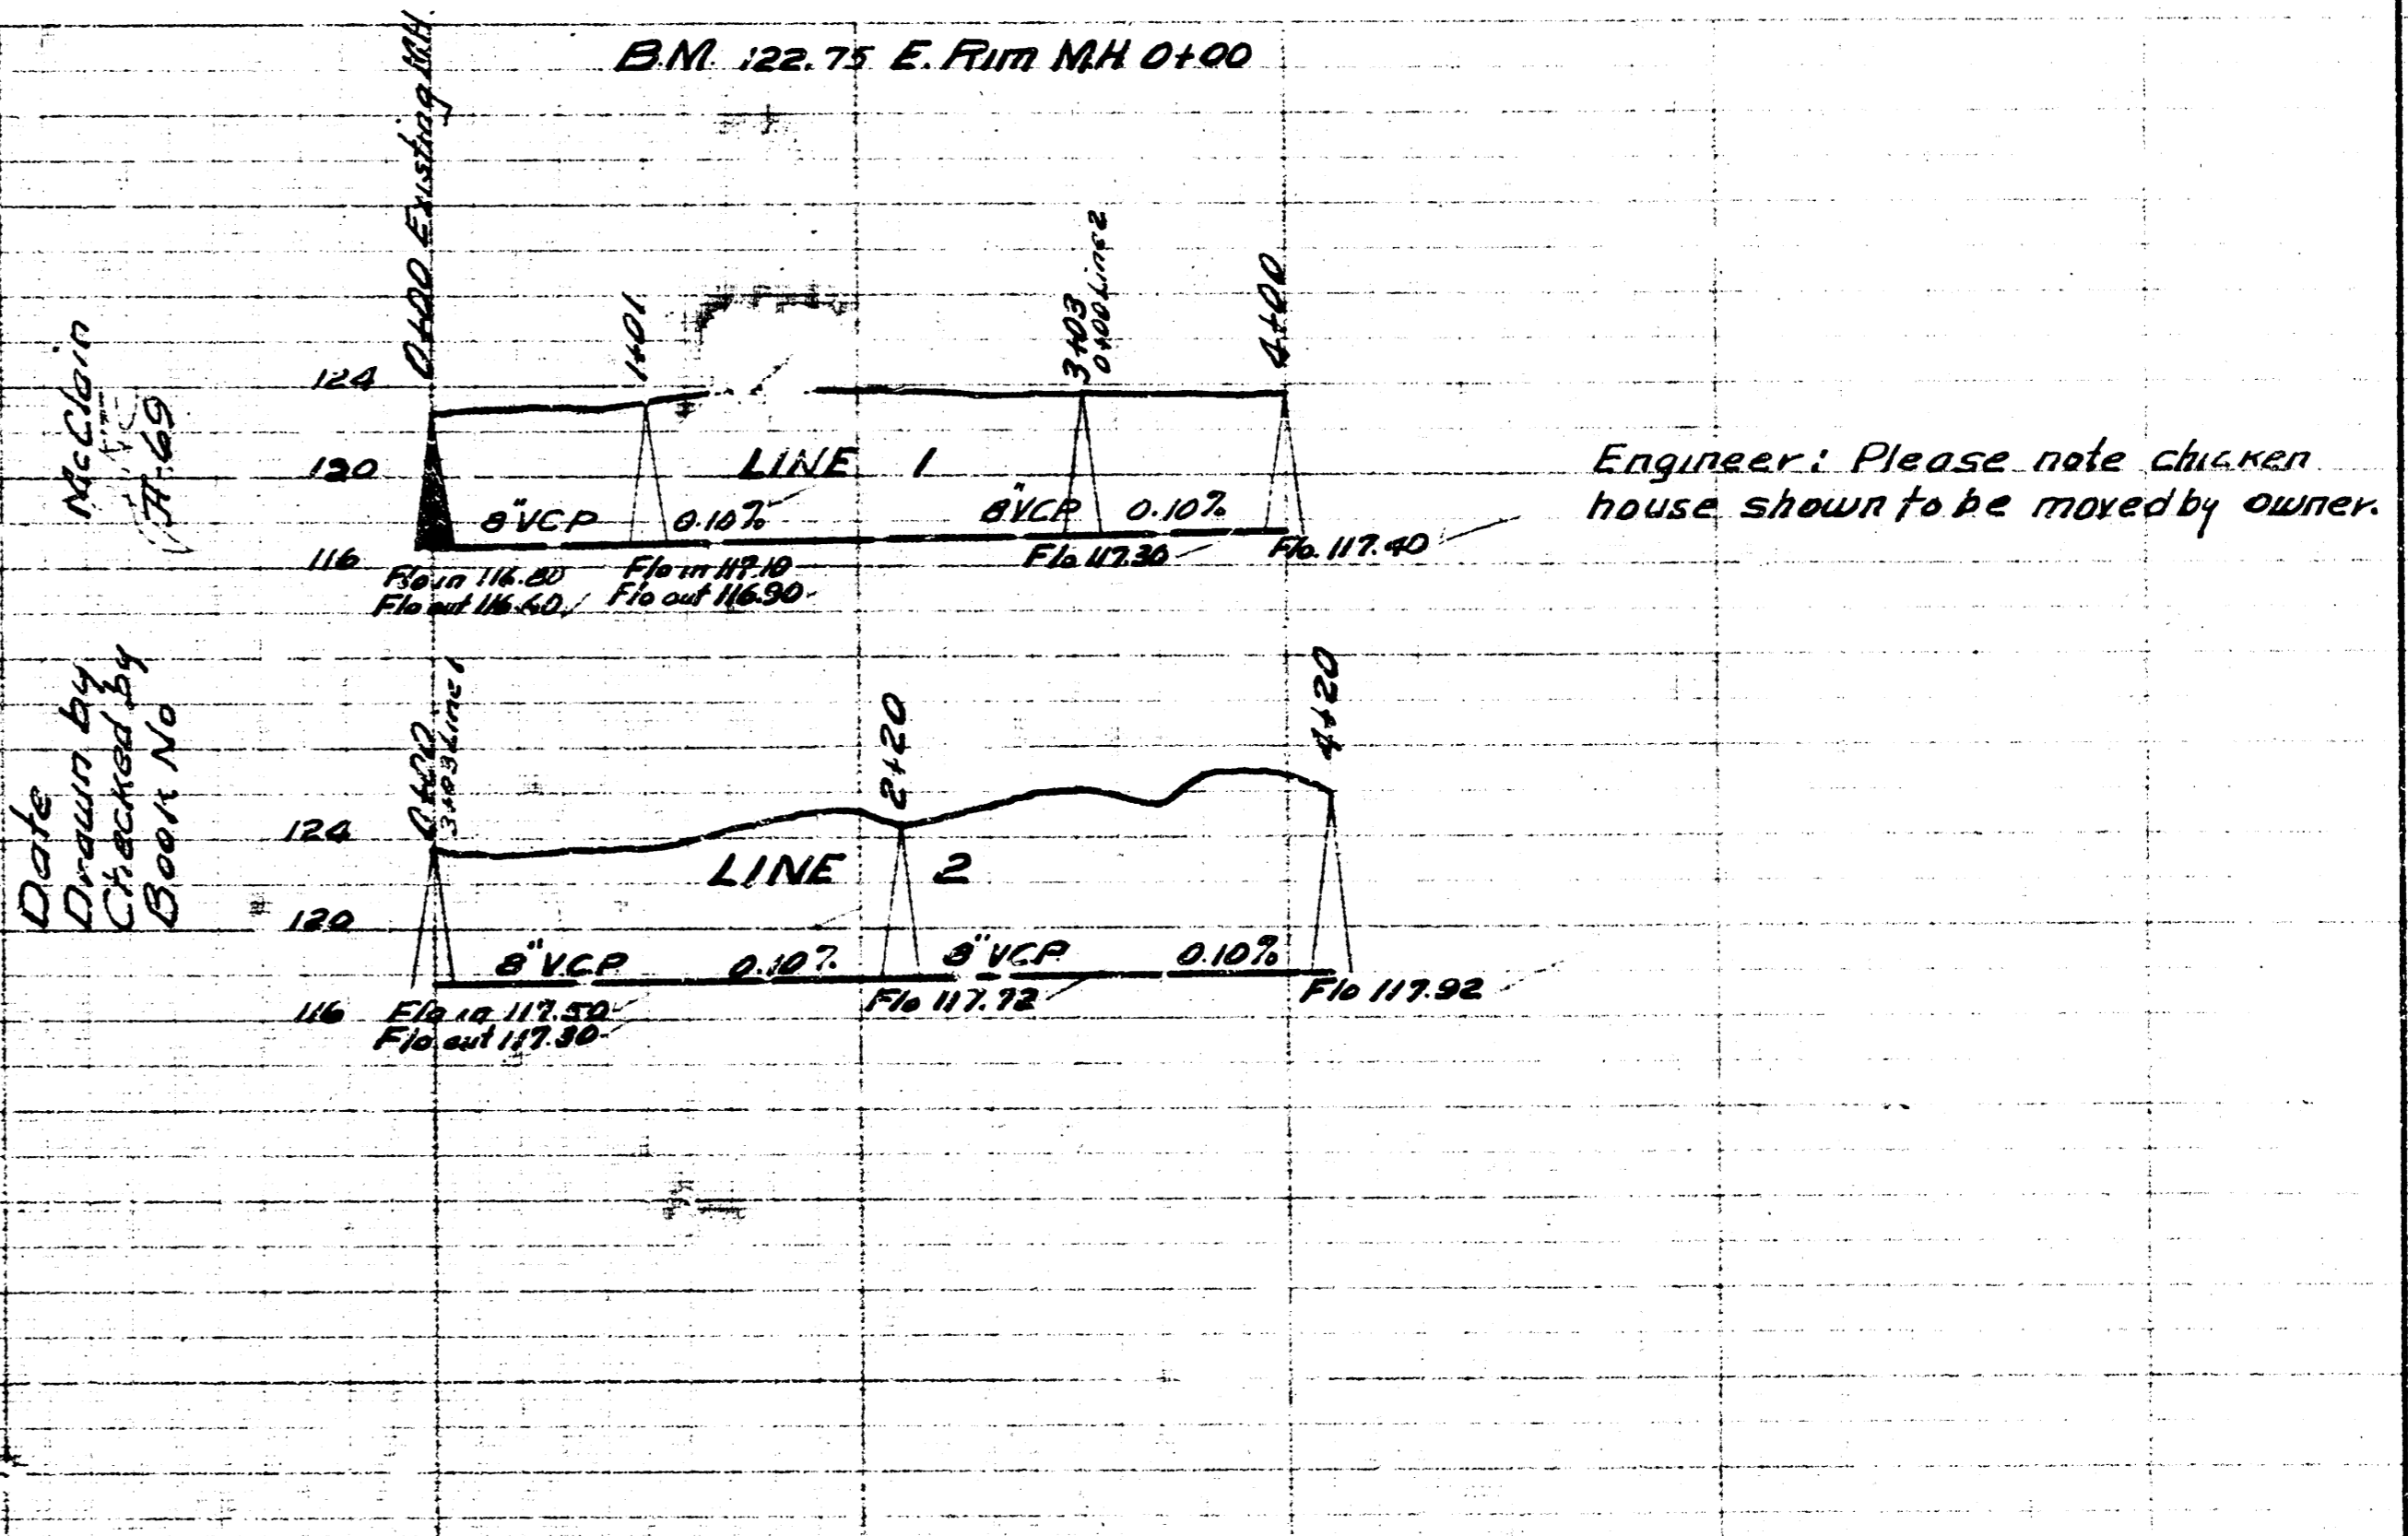 B.M. 122.75 E. Rim M.H. 0+00
0+00 Existing M.H.
1+01
3+03
0+00 Line 2
4+00
124
120
116
LINE 1
8" VCP 0.10%
8" VCP 0.10%
Flo in 116.80
Flo out 116.60
Flo in 117.10
Flo out 116.90
Flo 117.30
Flo. 117.40
Engineer: Please note chicken
house shown to be moved by owner.
McClain
A-69
Date
Drawn by
Checked by
Book No
0+00
3+03 Line 1
2+20
4+20
124
120
116
LINE 2
8" V.C.P. 0.10%
8" VCP 0.10%
Flo in 117.50
Flo out 117.30
Flo 117.72
Flo 117.92